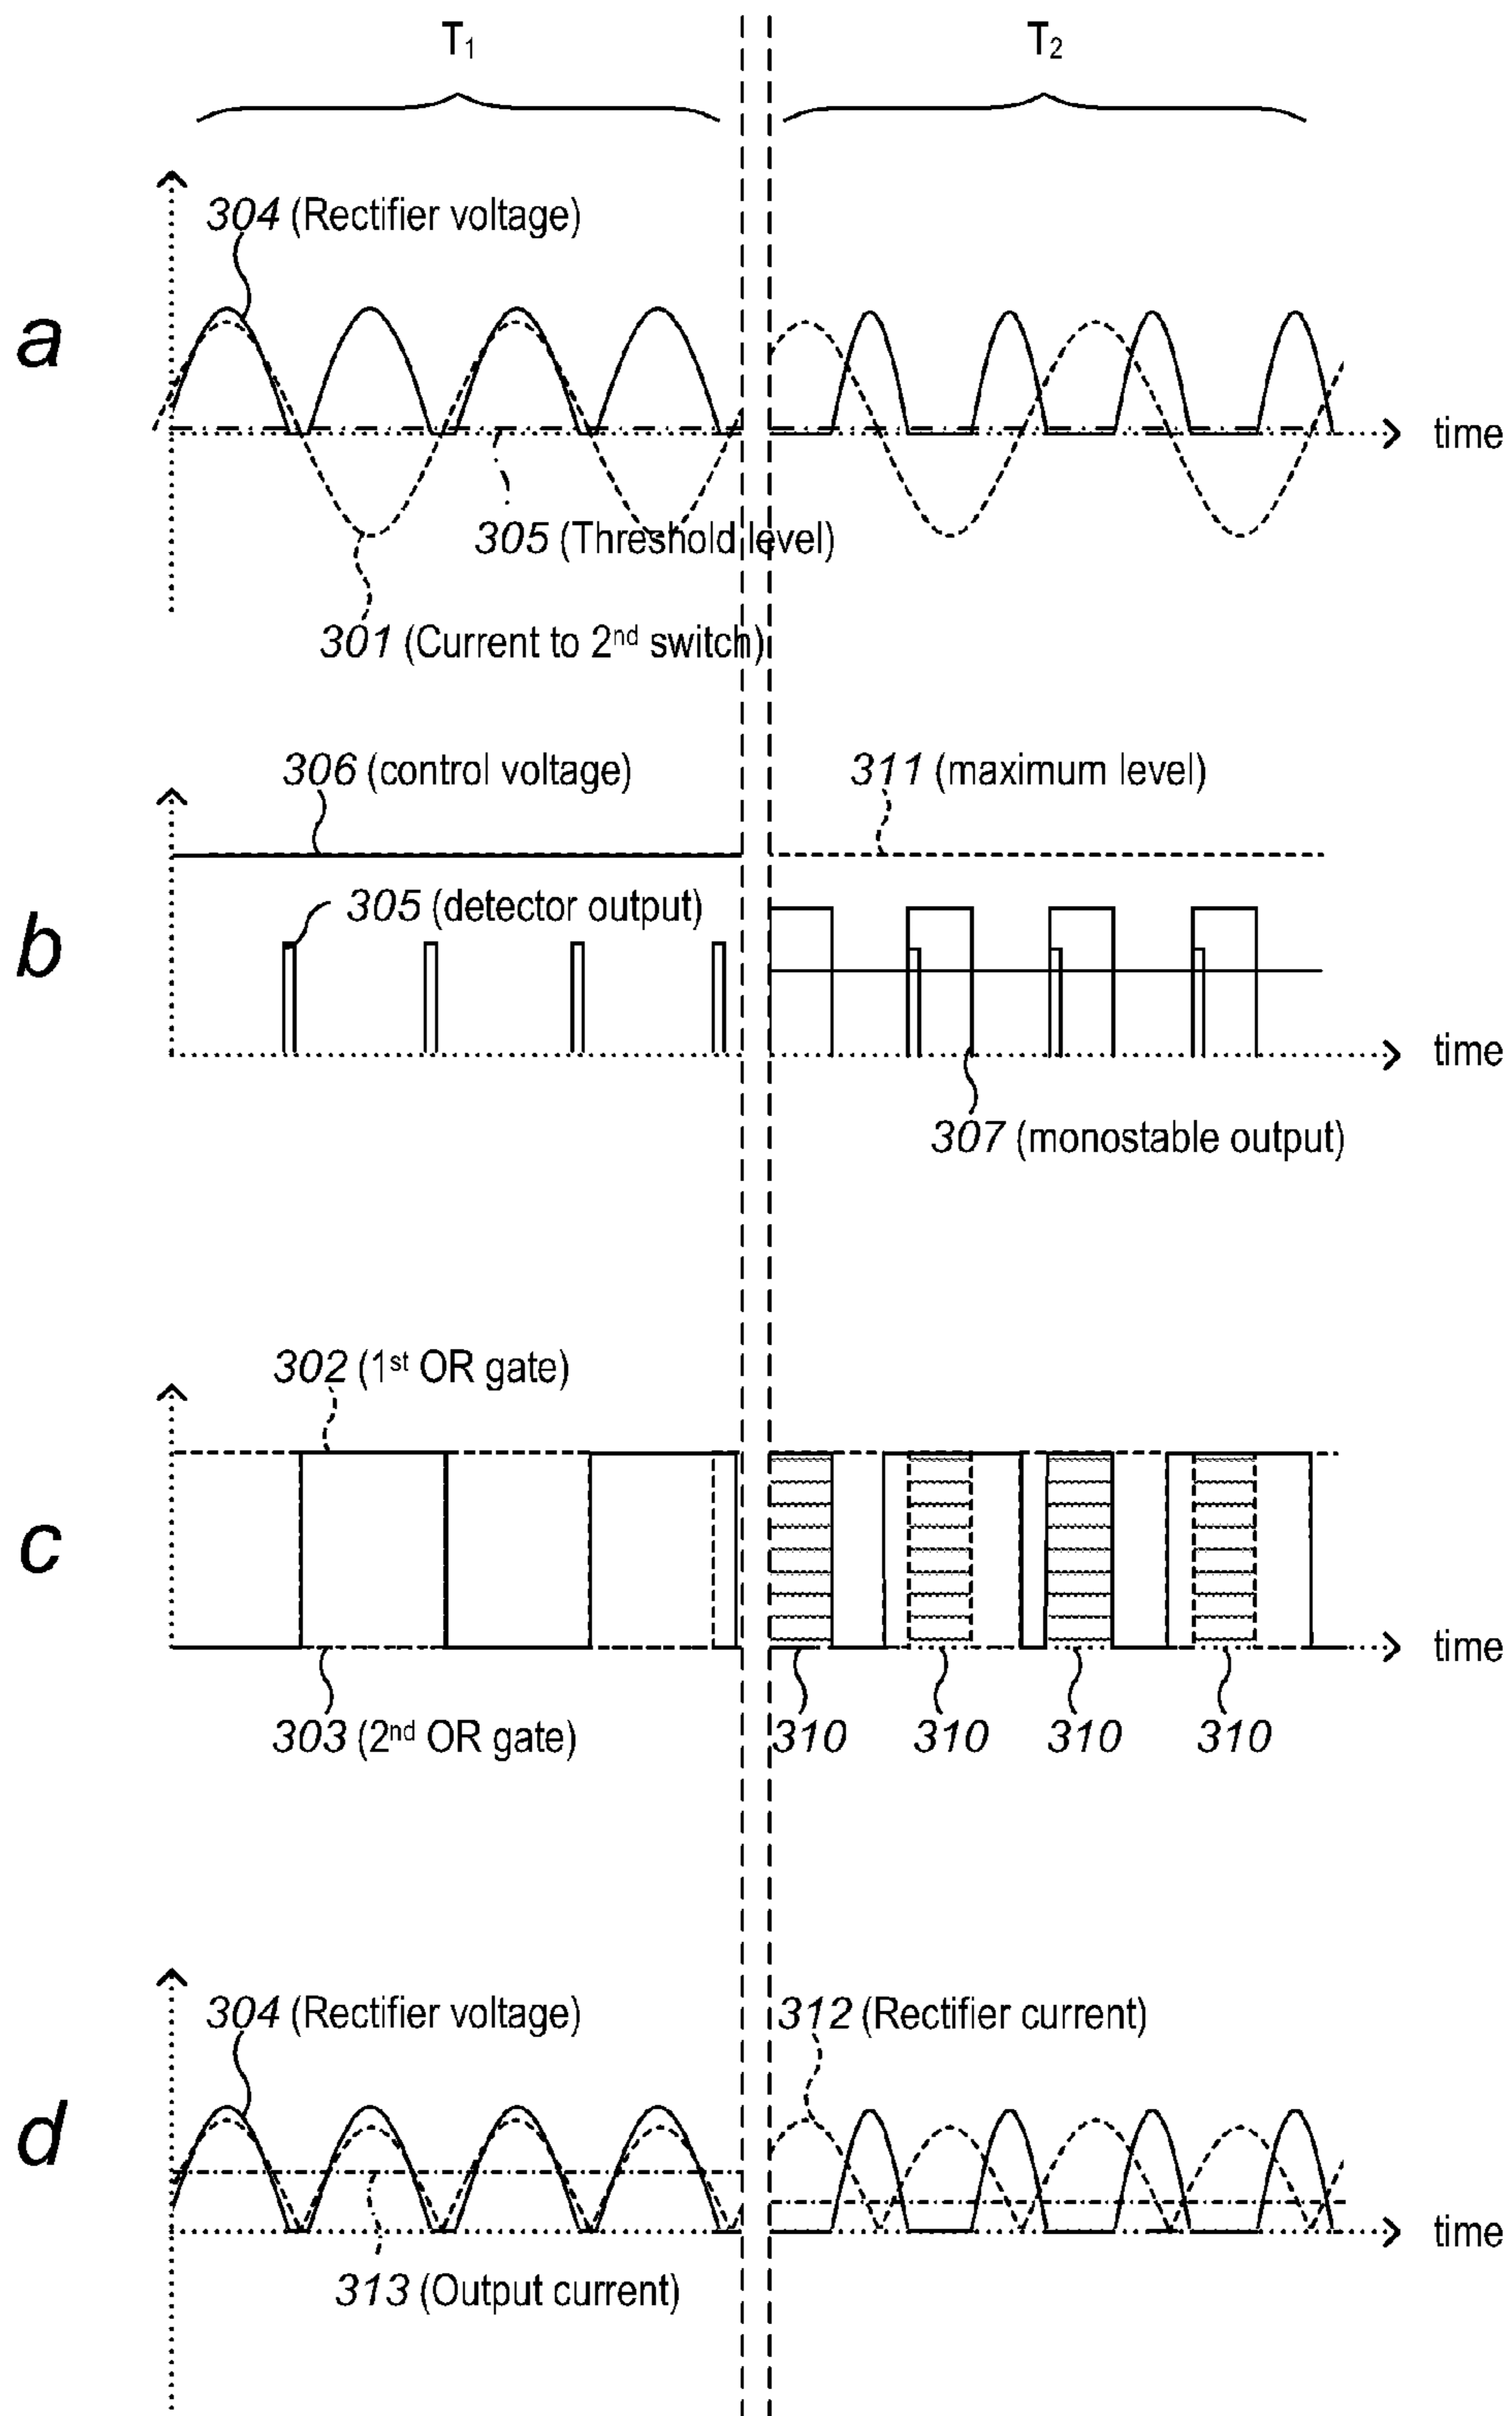 T1 T2
304 (Rectifier voltage)
a
time
305 (Threshold level)
301 (Current to 2nd switch)
306 (control voltage) 311 (maximum level)
305 (detector output)
b
time
307 (monostable output)
302 (1st OR gate)
c
time
303 (2nd OR gate) 310 310 310 310
304 (Rectifier voltage) 312 (Rectifier current)
d
time
313 (Output current)